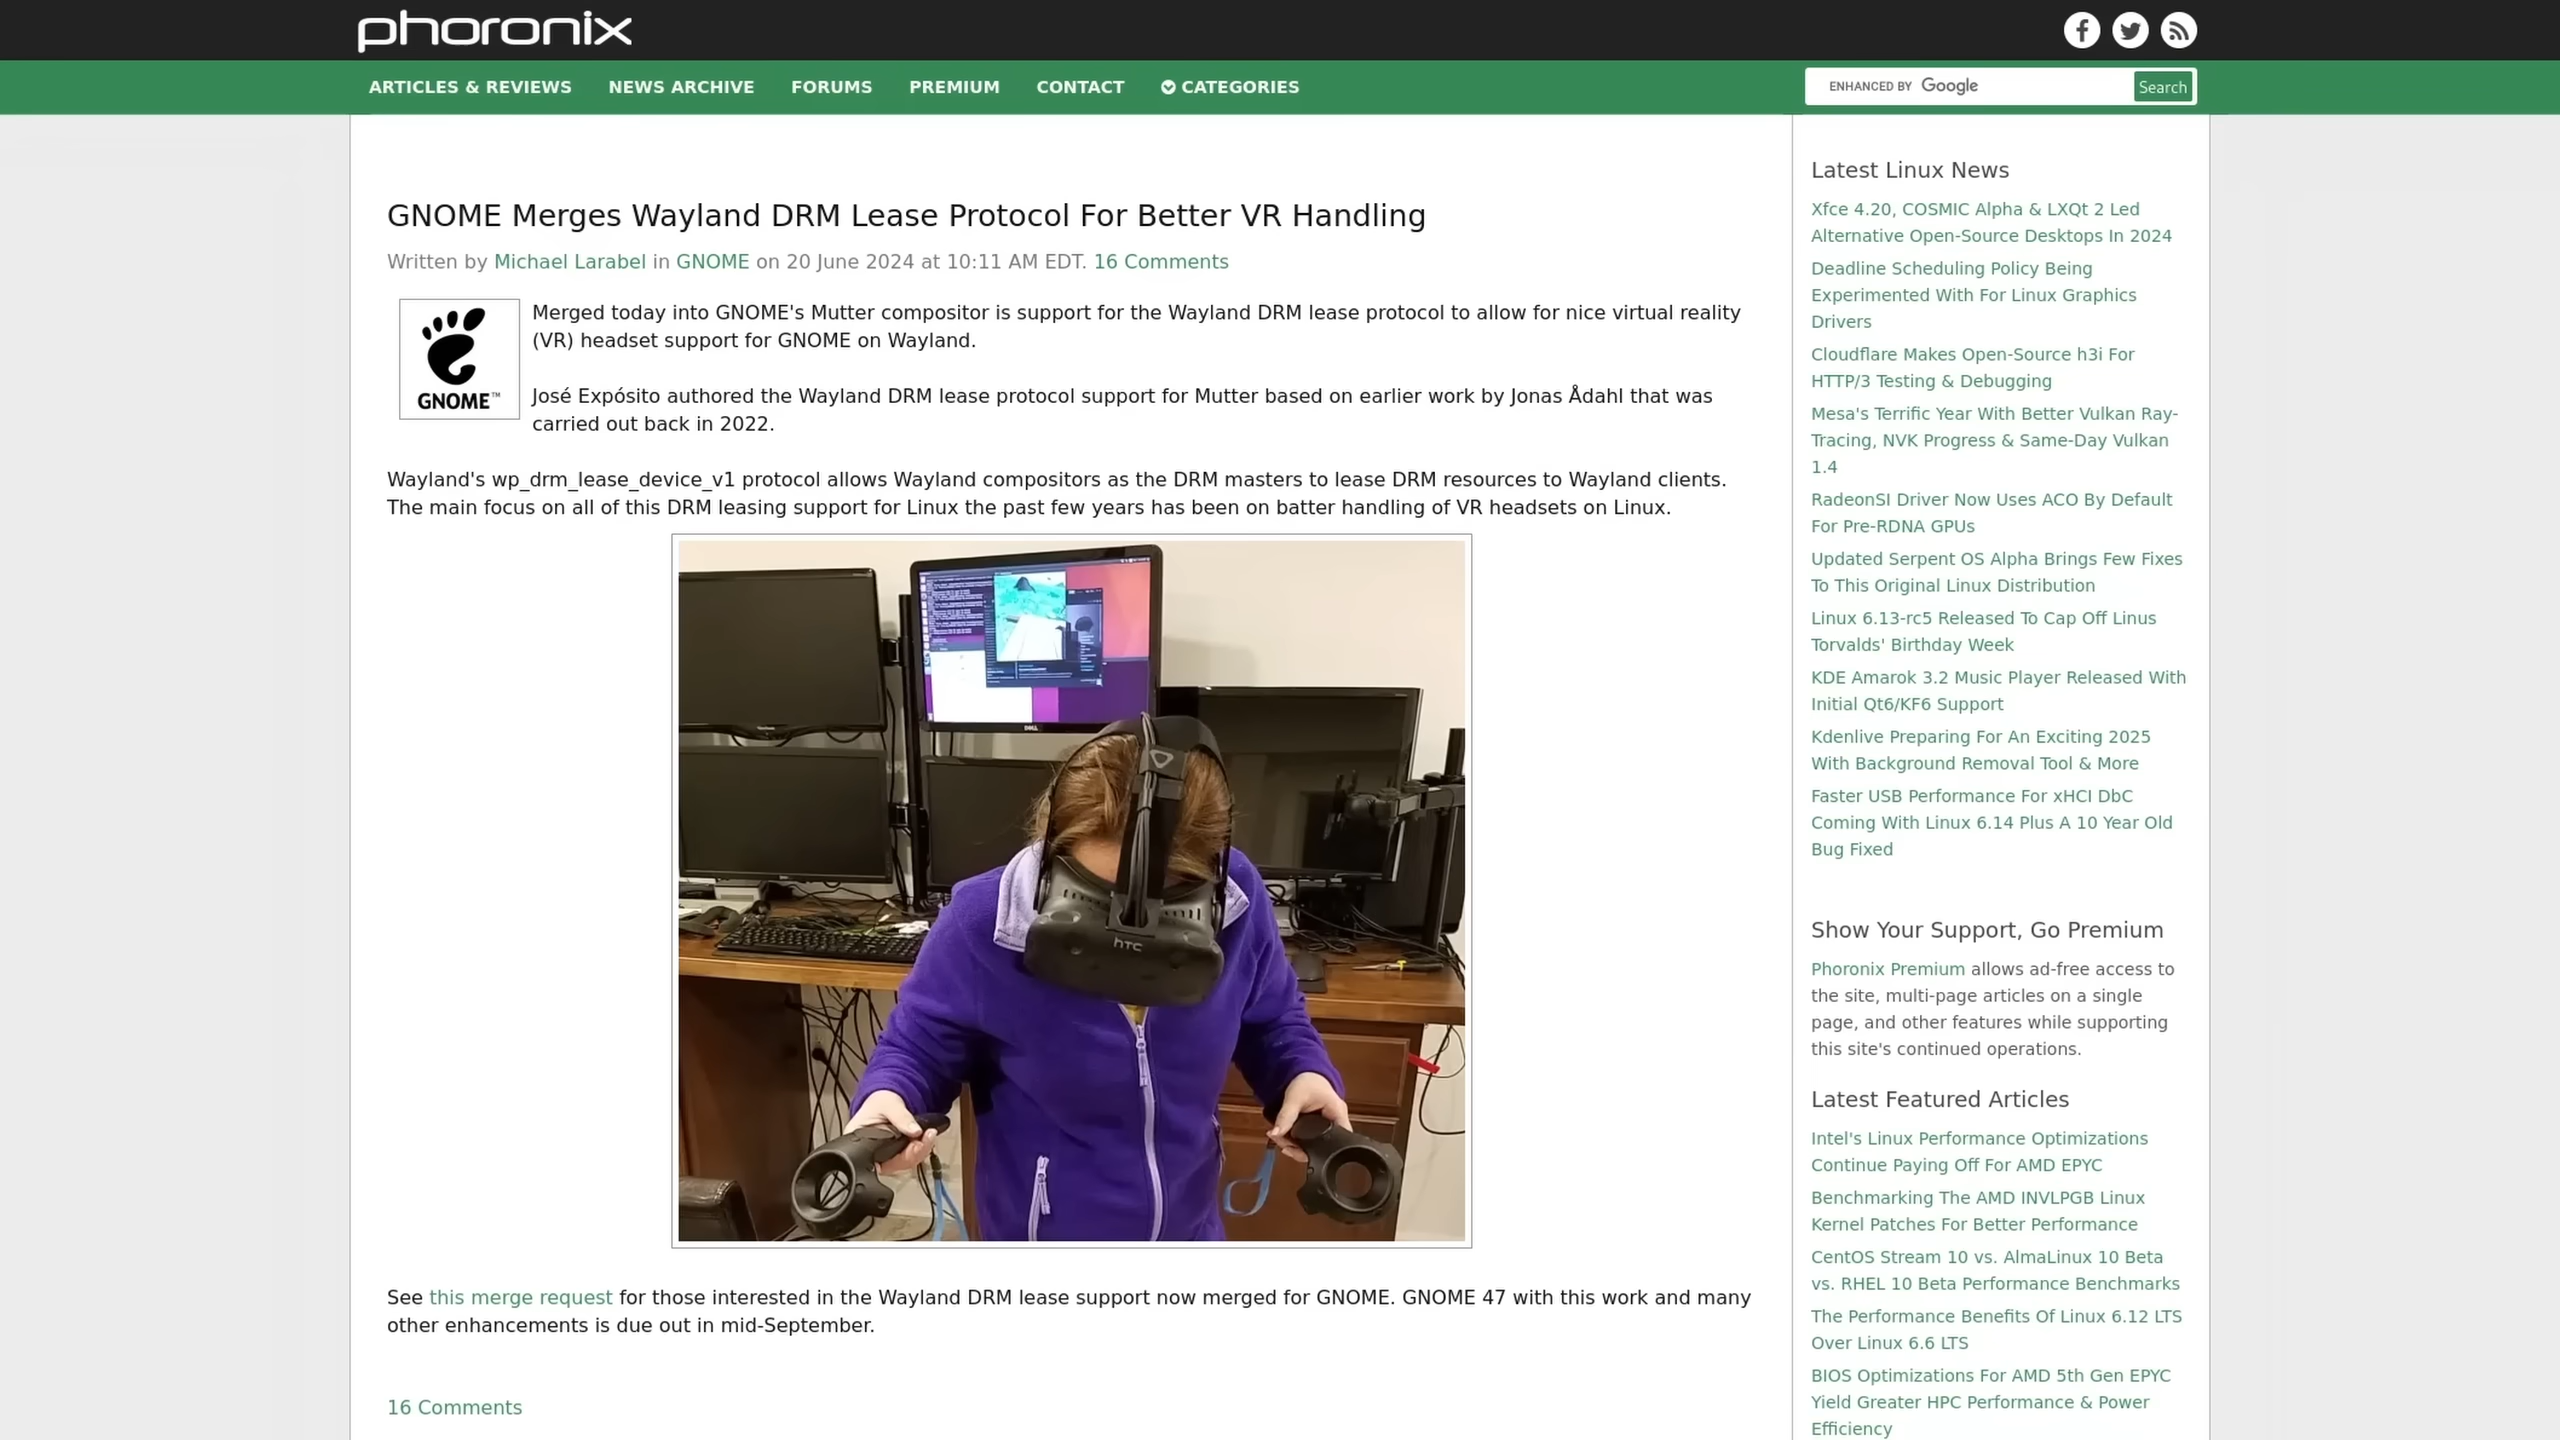 phoronix
ARTICLES & REVIEWS
NEWS ARCHIVE
FORUMS
PREMIUM
CONTACT
CATEGORIES
ENHANCED BY Google
Search
GNOME Merges Wayland DRM Lease Protocol For Better VR Handling
Written by Michael Larabel in GNOME on 20 June 2024 at 10:11 AM EDT. 16 Comments
GNOME™
Merged today into GNOME's Mutter compositor is support for the Wayland DRM lease protocol to allow for nice virtual reality
(VR) headset support for GNOME on Wayland.
José Expósito authored the Wayland DRM lease protocol support for Mutter based on earlier work by Jonas Ådahl that was
carried out back in 2022.
Wayland's wp_drm_lease_device_v1 protocol allows Wayland compositors as the DRM masters to lease DRM resources to Wayland clients.
The main focus on all of this DRM leasing support for Linux the past few years has been on batter handling of VR headsets on Linux.
DELL
hTC
See this merge request for those interested in the Wayland DRM lease support now merged for GNOME. GNOME 47 with this work and many
other enhancements is due out in mid-September.
16 Comments
Latest Linux News
Xfce 4.20, COSMIC Alpha & LXQt 2 Led
Alternative Open-Source Desktops In 2024
Deadline Scheduling Policy Being
Experimented With For Linux Graphics
Drivers
Cloudflare Makes Open-Source h3i For
HTTP/3 Testing & Debugging
Mesa's Terrific Year With Better Vulkan Ray-
Tracing, NVK Progress & Same-Day Vulkan
1.4
RadeonSI Driver Now Uses ACO By Default
For Pre-RDNA GPUs
Updated Serpent OS Alpha Brings Few Fixes
To This Original Linux Distribution
Linux 6.13-rc5 Released To Cap Off Linus
Torvalds' Birthday Week
KDE Amarok 3.2 Music Player Released With
Initial Qt6/KF6 Support
Kdenlive Preparing For An Exciting 2025
With Background Removal Tool & More
Faster USB Performance For xHCI DbC
Coming With Linux 6.14 Plus A 10 Year Old
Bug Fixed
Show Your Support, Go Premium
Phoronix Premium allows ad-free access to
the site, multi-page articles on a single
page, and other features while supporting
this site's continued operations.
Latest Featured Articles
Intel's Linux Performance Optimizations
Continue Paying Off For AMD EPYC
Benchmarking The AMD INVLPGB Linux
Kernel Patches For Better Performance
CentOS Stream 10 vs. AlmaLinux 10 Beta
vs. RHEL 10 Beta Performance Benchmarks
The Performance Benefits Of Linux 6.12 LTS
Over Linux 6.6 LTS
BIOS Optimizations For AMD 5th Gen EPYC
Yield Greater HPC Performance & Power
Efficiency